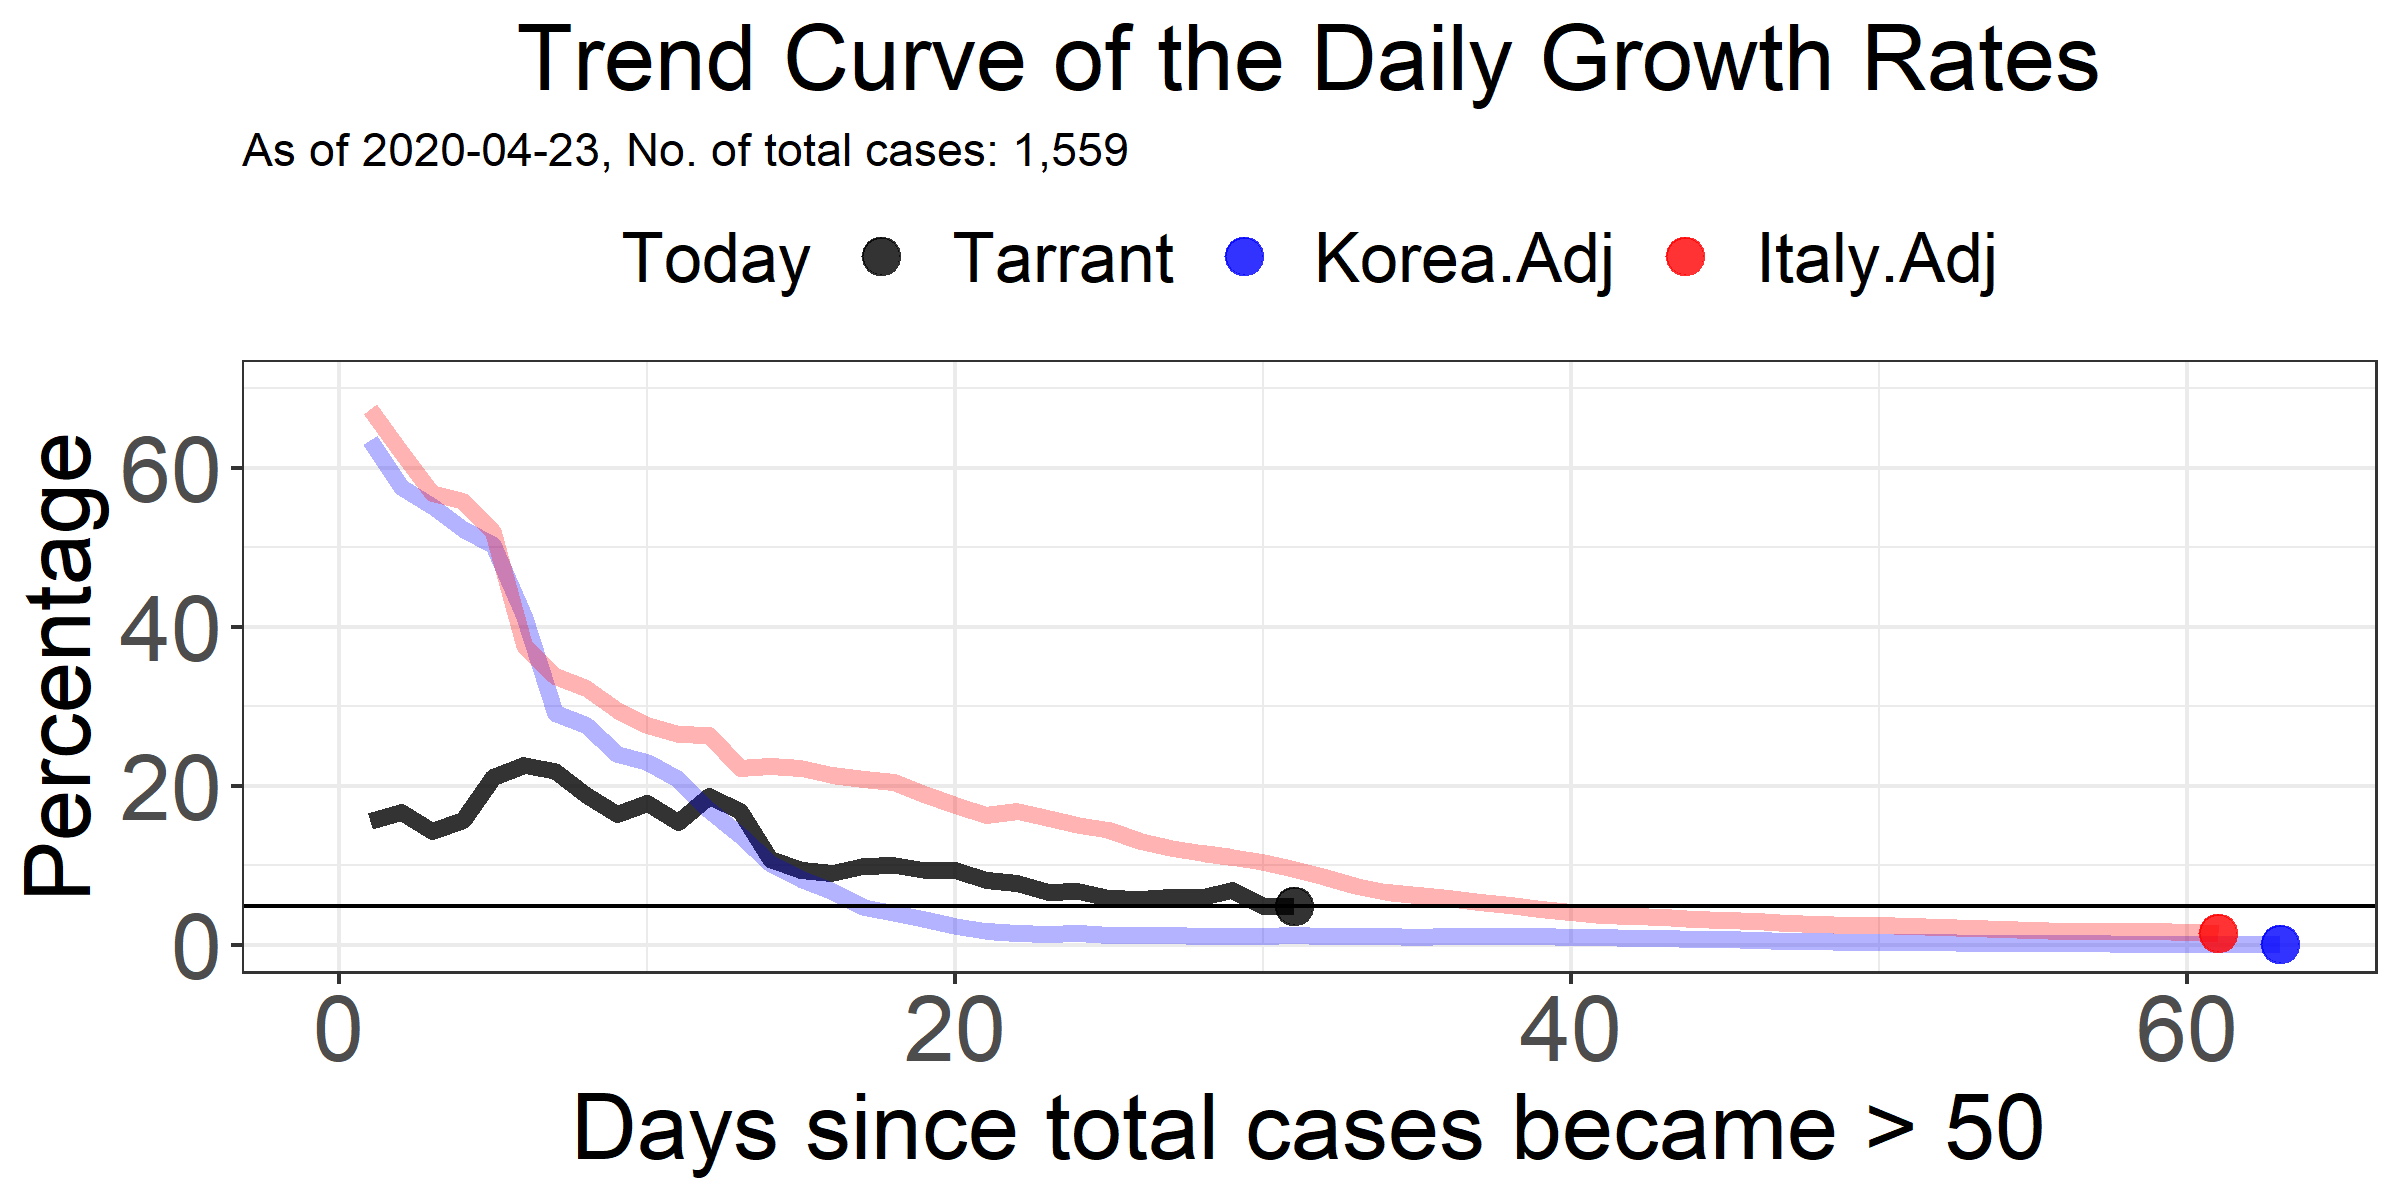 Trend Curve of the Daily Growth Rates
As of 2020-04-23, No. of total cases: 1,559
Today Tarrant Korea.Adj Italy.Adj
Percentage
60
40
20
0
0 20 40 60
Days since total cases became > 50